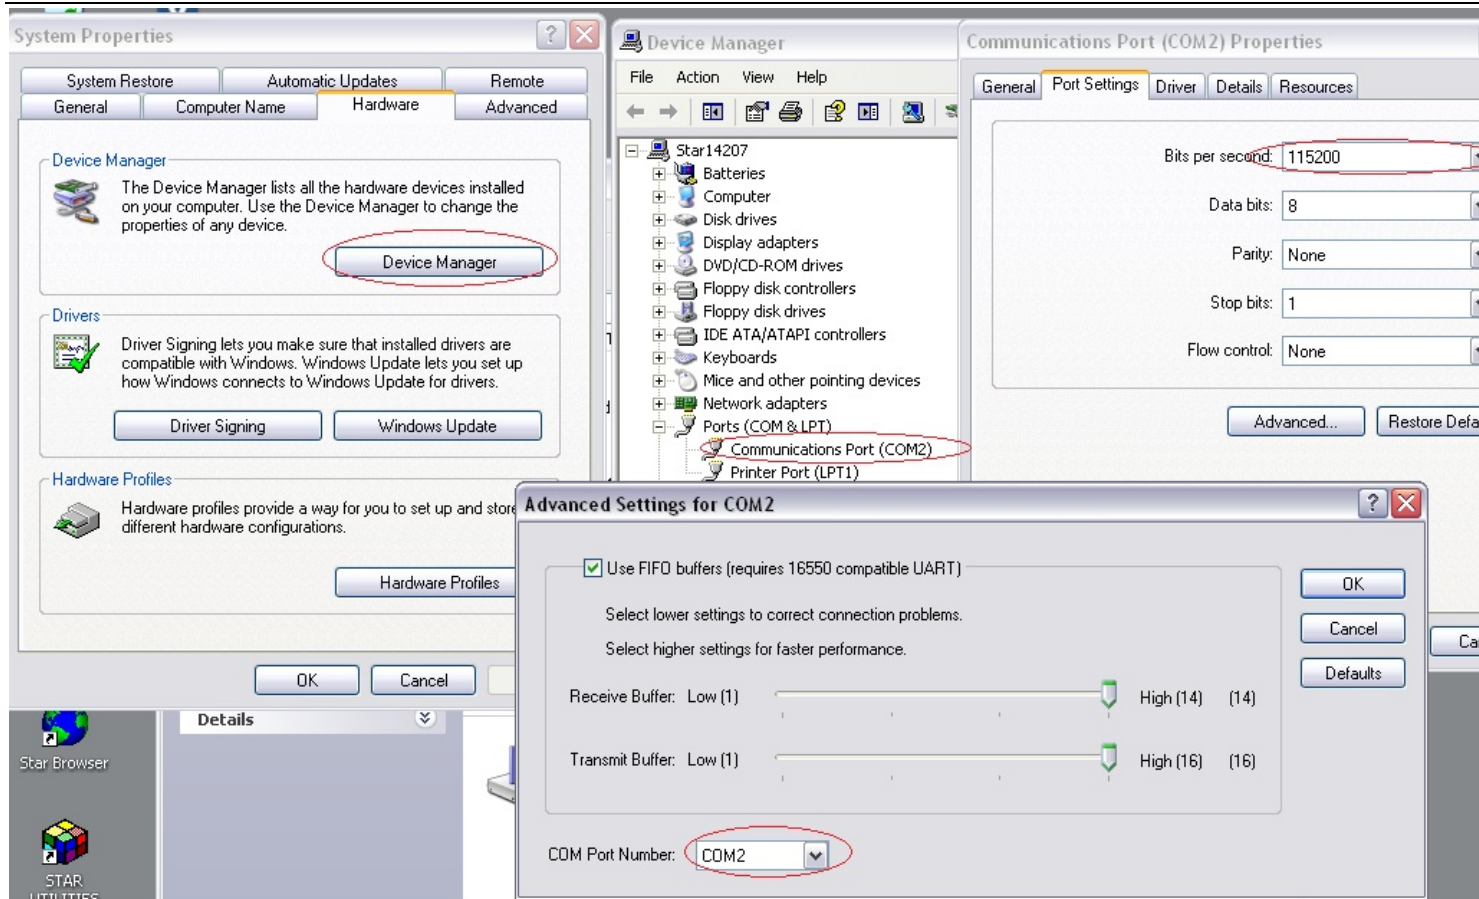 System Properties
System Restore Automatic Updates Remote
General Computer Name Hardware Advanced
Device Manager
The Device Manager lists all the hardware devices installed
on your computer. Use the Device Manager to change the
properties of any device.
Device Manager
Drivers
Driver Signing lets you make sure that installed drivers are
compatible with Windows. Windows Update lets you set up
how Windows connects to Windows Update for drivers.
Driver Signing Windows Update
Hardware Profiles
Hardware profiles provide a way for you to set up and store
different hardware configurations.
Hardware Profiles
OK Cancel
Details
Star Browser
STAR
UTILITIES
Device Manager
File Action View Help
Star14207
Batteries
Computer
Disk drives
Display adapters
DVD/CD-ROM drives
Floppy disk controllers
Floppy disk drives
IDE ATA/ATAPI controllers
Keyboards
Mice and other pointing devices
Network adapters
Ports (COM & LPT)
Communications Port (COM2)
Printer Port (LPT1)
Communications Port (COM2) Properties
General Port Settings Driver Details Resources
Bits per second: 115200
Data bits: 8
Parity: None
Stop bits: 1
Flow control: None
Advanced... Restore Defa
Ca
Advanced Settings for COM2
Use FIFO buffers (requires 16550 compatible UART)
OK
Select lower settings to correct connection problems.
Cancel
Select higher settings for faster performance.
Defaults
Receive Buffer: Low (1) High (14) (14)
Transmit Buffer: Low (1) High (16) (16)
COM Port Number: COM2